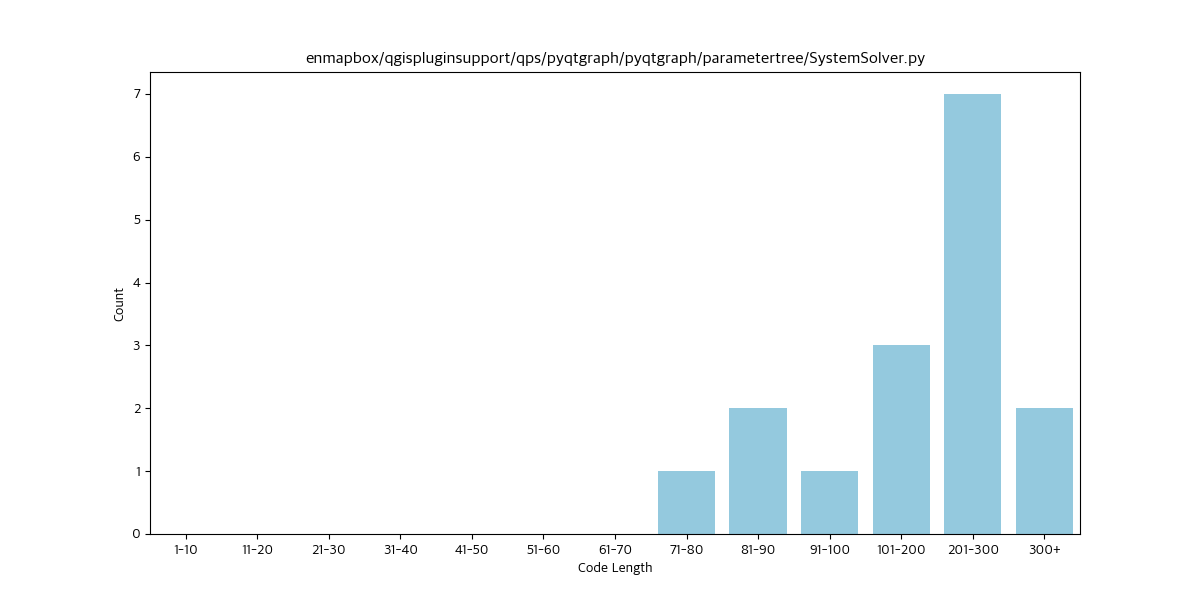 enmapbox/qgispluginsupport/qps/pyqtgraph/pyqtgraph/parametertree/SystemSolver.py
7
6
5
4
3
2
1
0
Count
1-10 11-20 21-30 31-40 41-50 51-60 61-70 71-80 81-90 91-100 101-200 201-300 300+
Code Length